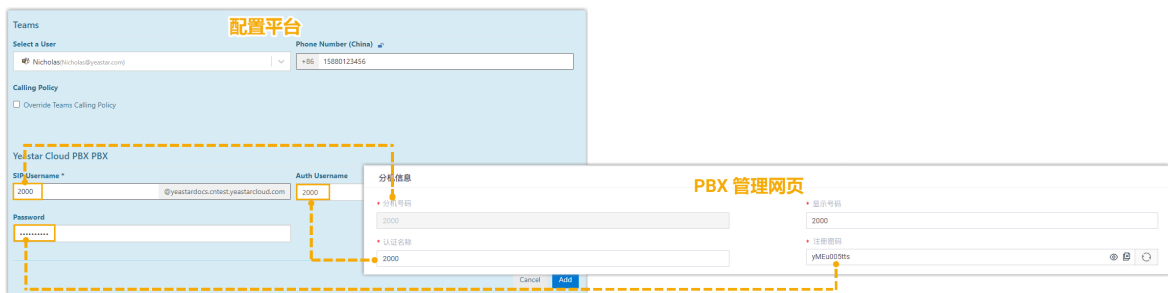 配置平台
Teams
Select a User
Phone Number (China)
Nicholas(Nicholas@yeastar.com)
+86 15880123456
Calling Policy
Override Teams Calling Policy
Yeastar Cloud PBX PBX
SIP Username *
Auth Username
2000
@yeastardocs.cntest.yeastarcloud.com
2000
Password
..........
Cancel
Add
PBX 管理网页
分机信息
* 分机号码
* 显示号码
2000
2000
* 认证名称
* 注册密码
2000
yMEu005tts